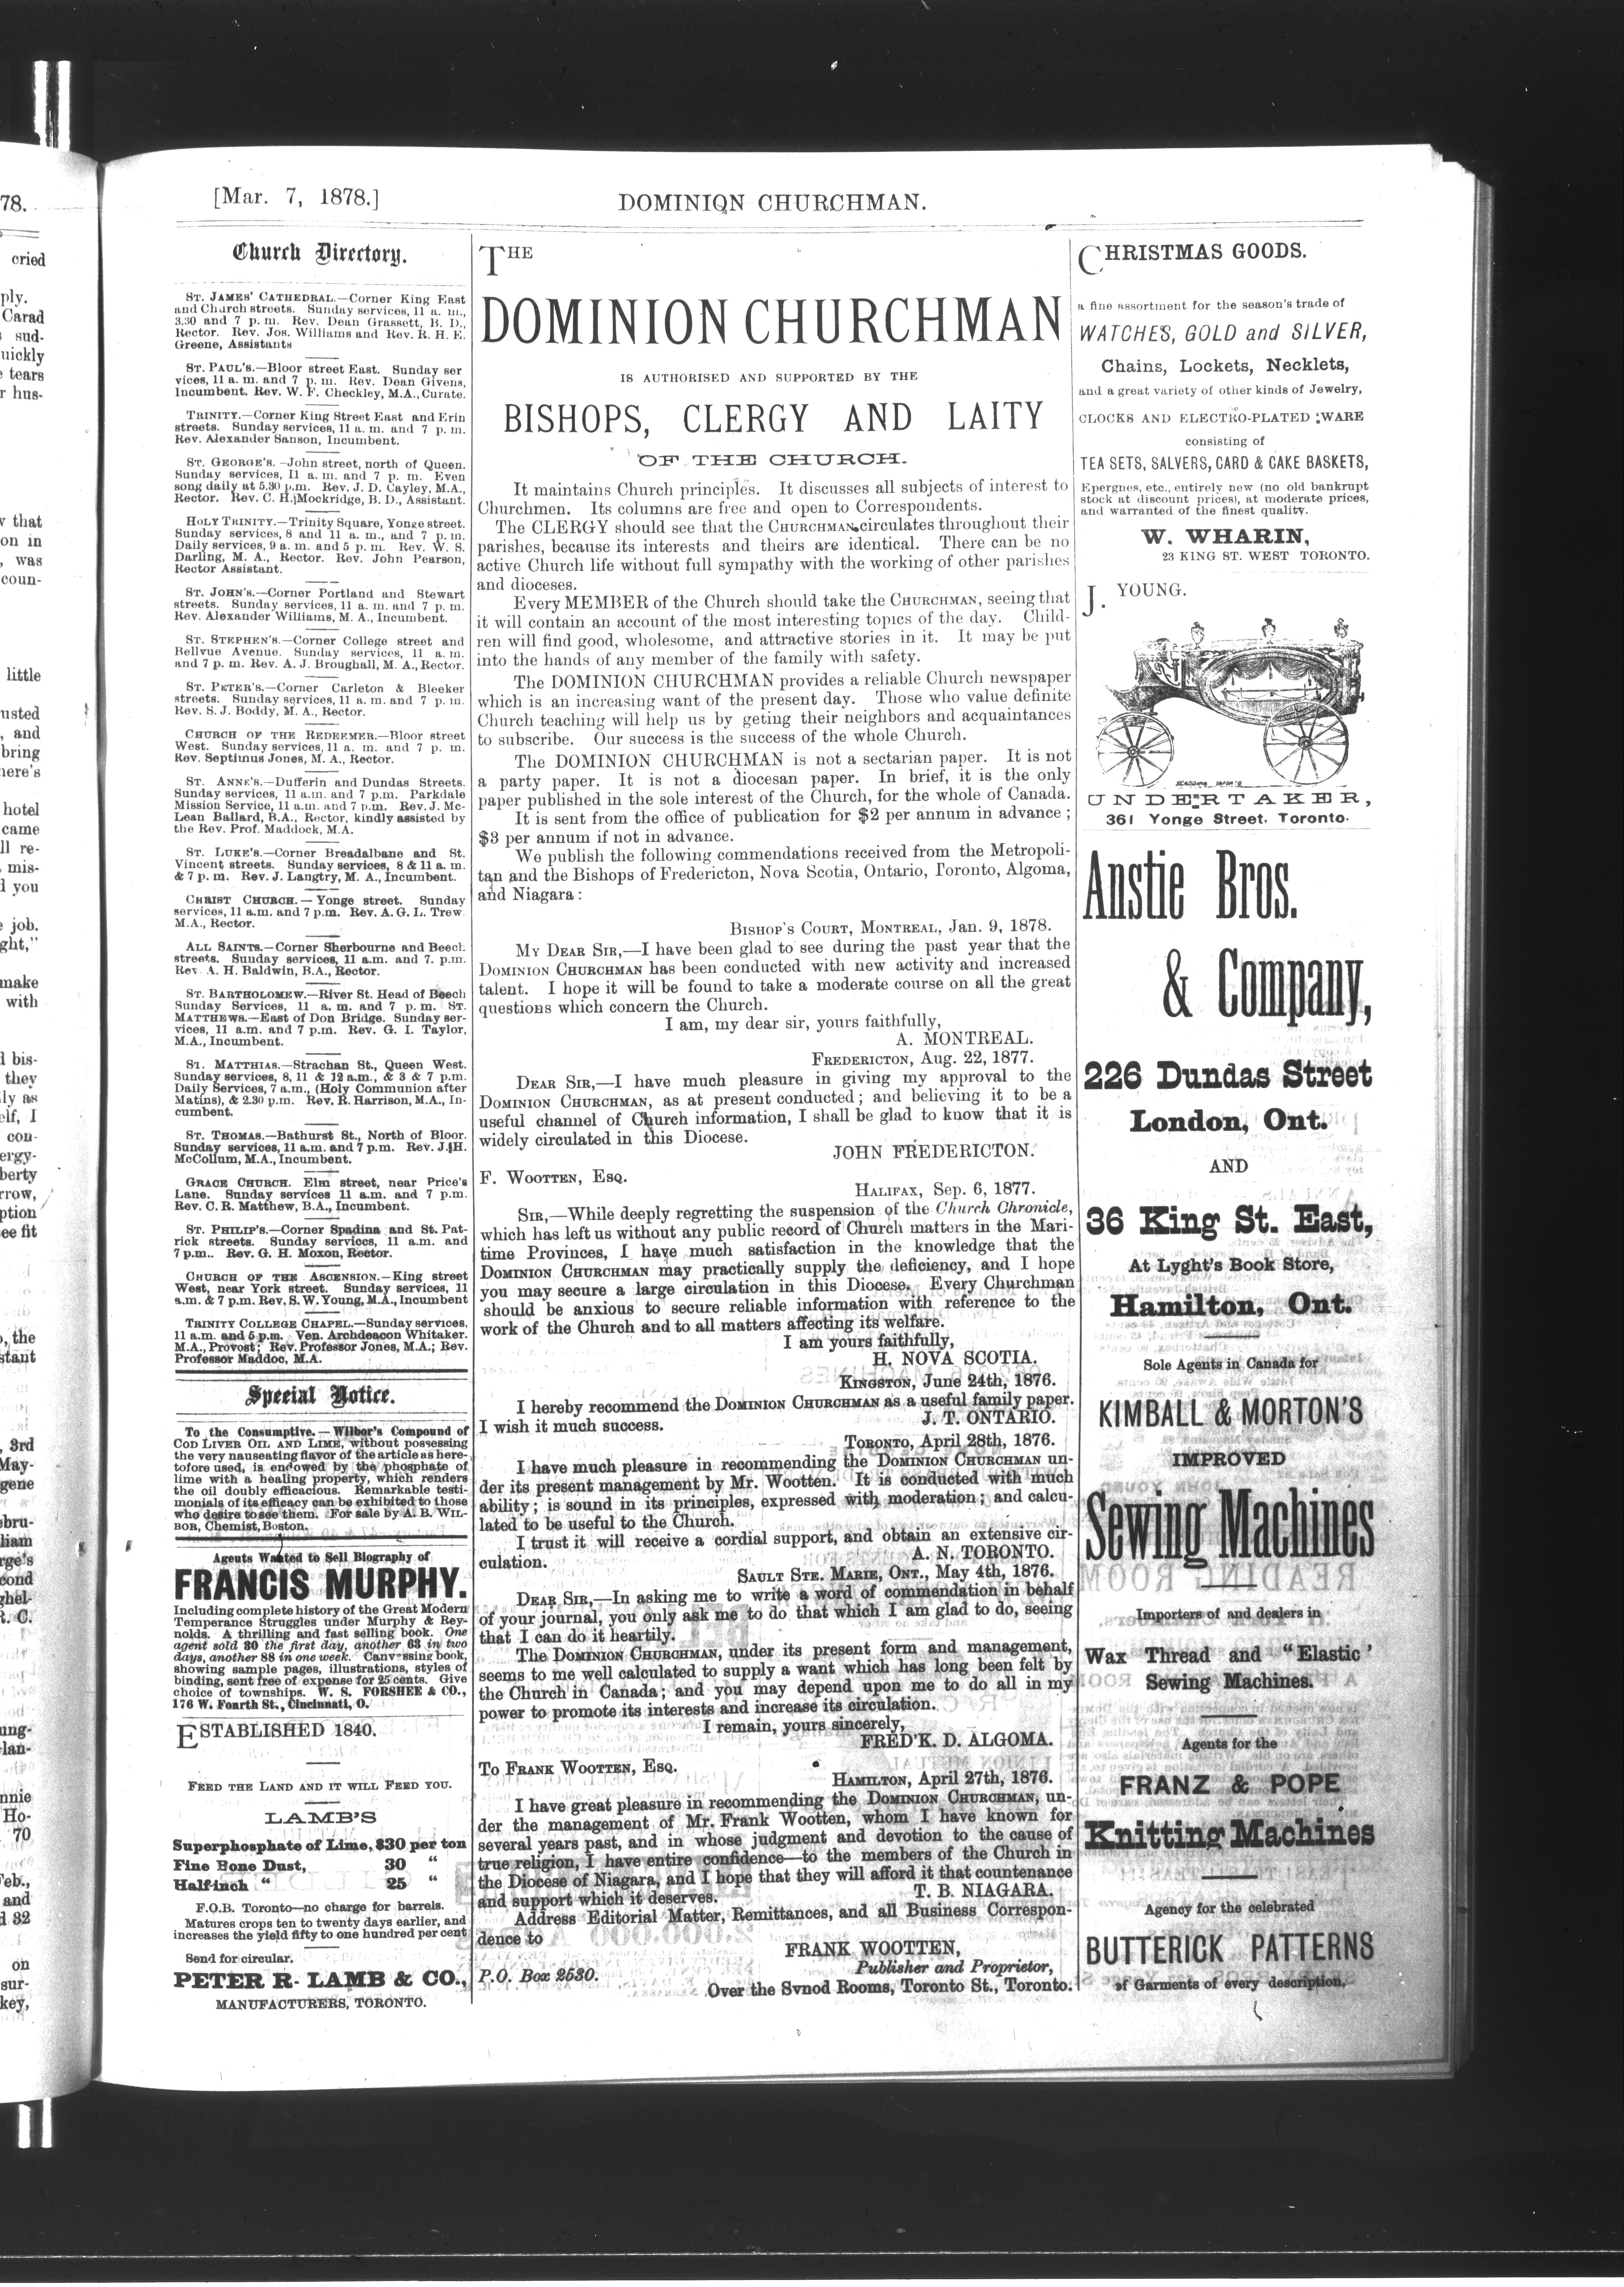 [Mar. 7, 1878.]
DOMINION CHURCHMAN.
Church Directory.
ST. JAMES' CATHEDRAL.—Corner King East
and Church streets. Sunday services, 11 a. m.,
3.30 and 7 p. m. Rev. Dean Grassett, B. D.,
Rector. Rev. Jos. Williams and Rev. R. H. E.
Greene, Assistants
ST. PAUL'S.—Bloor street East. Sunday ser
vices, 11 a. m. and 7 p. m. Rev. Dean Givens,
Incumbent. Rev. W. F. Checkley, M.A., Curate.
TRINITY.—Corner King Street East and Erin
streets. Sunday services, 11 a. m. and 7 p. m.
Rev. Alexander Sanson, Incumbent.
ST. GEORGE'S.—John street, north of Queen.
Sunday services, 11 a. m. and 7 p. m. Even
song daily at 5.30 p.m. Rev. J. D. Cayley, M.A.,
Rector. Rev. C. H. Mockridge, B. D., Assistant.
HOLY TRINITY.—Trinity Square, Yonge street.
Sunday services, 8 and 11 a. m., and 7 p. m.
Daily services, 9 a. m. and 5 p. m. Rev. W. S.
Darling, M. A., Rector. Rev. John Pearson,
Rector Assistant.
ST. JOHN'S.—Corner Portland and Stewart
streets. Sunday services, 11 a. m. and 7 p. m.
Rev. Alexander Williams, M. A., Incumbent.
ST. STEPHEN'S.—Corner College street and
Bellvue Avenue. Sunday services, 11 a. m.
and 7 p. m. Rev. A. J. Broughall, M. A., Rector.
ST. PETER'S.—Corner Carleton & Bleeker
streets. Sunday services, 11 a. m. and 7 p. m.
Rev. S. J. Boddy, M. A., Rector.
CHURCH OF THE REDEEMER.—Bloor street
West. Sunday services, 11 a. m. and 7 p. m.
Rev. Septimus Jones, M. A., Rector.
ST. ANNE'S.—Dufferin and Dundas Streets.
Sunday services, 11 a.m. and 7 p.m. Parkdale
Mission Service, 11 a.m. and 7 p.m. Rev. J. Mc-
Lean Ballard, B.A., Rector, kindly assisted by
the Rev. Prof. Maddock, M.A.
ST. LUKE'S.—Corner Breadalbane and St.
Vincent streets. Sunday services, 8 & 11 a. m.
& 7 p. m. Rev. J. Langtry, M. A., Incumbent.
CHRIST CHURCH.—Yonge street. Sunday
services, 11 a.m. and 7 p.m. Rev. A. G. L. Trew
M.A., Rector.
ALL SAINTS.—Corner Sherbourne and Beech
streets. Sunday services, 11 a.m. and 7. p.m.
Rev A. H. Baldwin, B.A., Rector.
ST. BARTHOLOMEW.—River St. Head of Beech
Sunday Services, 11 a. m. and 7 p. m. ST.
MATTHEWS.—East of Don Bridge. Sunday ser-
vices, 11 a.m. and 7 p.m. Rev. G. I. Taylor,
M.A., Incumbent.
ST. MATTHIAS.—Strachan St., Queen West.
Sunday services, 8, 11 & 12 a.m., & 3 & 7 p.m.
Daily Services, 7 a.m., (Holy Communion after
Matins), & 2.30 p.m. Rev. R. Harrison, M.A., In-
cumbent.
ST. THOMAS.—Bathurst St., North of Bloor.
Sunday services, 11 a.m. and 7 p.m. Rev. J. H.
McCollum, M.A., Incumbent.
GRACE CHURCH. Elm street, near Price's
Lane. Sunday services 11 a.m. and 7 p.m.
Rev. C. R. Matthew, B.A., Incumbent.
ST. PHILIP'S.—Corner Spadina and St. Pat-
rick streets. Sunday services, 11 a.m. and
7 p.m.. Rev. G. H. Moxon, Rector.
CHURCH OF THE ASCENSION.—King street
West, near York street. Sunday services, 11
a.m. & 7 p.m. Rev. S. W. Young, M.A., Incumbent
TRINITY COLLEGE CHAPEL.—Sunday services,
11 a.m. and 5 p.m. Ven. Archdeacon Whitaker.
M.A., Provost; Rev. Professor Jones, M.A.; Rev.
Professor Maddoc, M.A.
Special Notice.
To the Consumptive.—Wilbor's Compound of
COD LIVER OIL AND LIME, without possessing
the very nauseating flavor of the article as here-
tofore used, is endowed by the phosphate of
lime with a healing property, which renders
the oil doubly efficacious. Remarkable testi-
monials of its efficacy can be exhibited to those
who desire to see them. For sale by A. B. WIL-
BOR, Chemist, Boston.
Agents Wanted to Sell Biography of
FRANCIS MURPHY.
Including complete history of the Great Modern
Temperance Struggles under Murphy & Rey-
nolds. A thrilling and fast selling book. One
agent sold 30 the first day, another 63 in two
days, another 88 in one week. Canvassing book,
showing sample pages, illustrations, styles of
binding, sent free of expense for 25 cents. Give
choice of townships. W. S. FORSHEE & CO.,
176 W. Fourth St., Cincinnati, O.
ESTABLISHED 1840.
FEED THE LAND AND IT WILL FEED YOU.
LAMB'S
Superphosphate of Lime, $30 per ton
Fine Bone Dust, 30 "
Half-inch " 25 "
F.O.B. Toronto—no charge for barrels.
Matures crops ten to twenty days earlier, and
increases the yield fifty to one hundred per cent
Send for circular.
PETER R. LAMB & CO.,
MANUFACTURERS, TORONTO.
THE
DOMINION CHURCHMAN
IS AUTHORISED AND SUPPORTED BY THE
BISHOPS, CLERGY AND LAITY
OF THE CHURCH.
It maintains Church principles. It discusses all subjects of interest to
Churchmen. Its columns are free and open to Correspondents.
The CLERGY should see that the CHURCHMAN circulates throughout their
parishes, because its interests and theirs are identical. There can be no
active Church life without full sympathy with the working of other parishes
and dioceses.
Every MEMBER of the Church should take the CHURCHMAN, seeing that
it will contain an account of the most interesting topics of the day. Child-
ren will find good, wholesome, and attractive stories in it. It may be put
into the hands of any member of the family with safety.
The DOMINION CHURCHMAN provides a reliable Church newspaper
which is an increasing want of the present day. Those who value definite
Church teaching will help us by geting their neighbors and acquaintances
to subscribe. Our success is the success of the whole Church.
The DOMINION CHURCHMAN is not a sectarian paper. It is not
a party paper. It is not a diocesan paper. In brief, it is the only
paper published in the sole interest of the Church, for the whole of Canada.
It is sent from the office of publication for $2 per annum in advance;
$3 per annum if not in advance.
We publish the following commendations received from the Metropoli-
tan and the Bishops of Fredericton, Nova Scotia, Ontario, Toronto, Algoma,
and Niagara:
BISHOP'S COURT, MONTREAL, Jan. 9, 1878.
MY DEAR SIR,—I have been glad to see during the past year that the
DOMINION CHURCHMAN has been conducted with new activity and increased
talent. I hope it will be found to take a moderate course on all the great
questions which concern the Church.
I am, my dear sir, yours faithfully,
A. MONTREAL.
FREDERICTON, Aug. 22, 1877.
DEAR SIR,—I have much pleasure in giving my approval to the
DOMINION CHURCHMAN, as at present conducted; and believing it to be a
useful channel of Church information, I shall be glad to know that it is
widely circulated in this Diocese.
JOHN FREDERICTON.
F. WOOTTEN, ESQ.
HALIFAX, Sep. 6, 1877.
SIR,—While deeply regretting the suspension of the Church Chronicle,
which has left us without any public record of Church matters in the Mari-
time Provinces, I have much satisfaction in the knowledge that the
DOMINION CHURCHMAN may practically supply the deficiency, and I hope
you may secure a large circulation in this Diocese. Every Churchman
should be anxious to secure reliable information with reference to the
work of the Church and to all matters affecting its welfare.
I am yours faithfully,
H. NOVA SCOTIA.
KINGSTON, June 24th, 1876.
I hereby recommend the DOMINION CHURCHMAN as a useful family paper.
I wish it much success.
J. T. ONTARIO.
TORONTO, April 28th, 1876.
I have much pleasure in recommending the DOMINION CHURCHMAN un-
der its present management by Mr. Wootten. It is conducted with much
ability; is sound in its principles, expressed with moderation; and calcu-
lated to be useful to the Church.
I trust it will receive a cordial support, and obtain an extensive cir-
culation.
A. N. TORONTO.
SAULT STE. MARIE, ONT., May 4th, 1876.
DEAR SIR,—In asking me to write a word of commendation in behalf
of your journal, you only ask me to do that which I am glad to do, seeing
that I can do it heartily.
The DOMINION CHURCHMAN, under its present form and management,
seems to me well calculated to supply a want which has long been felt by
the Church in Canada; and you may depend upon me to do all in my
power to promote its interests and increase its circulation.
I remain, yours sincerely,
FRED'K. D. ALGOMA.
To FRANK WOOTTEN, ESQ.
HAMILTON, April 27th, 1876.
I have great pleasure in recommending the DOMINION CHURCHMAN, un-
der the management of Mr. Frank Wootten, whom I have known for
several years past, and in whose judgment and devotion to the cause of
true religion, I have entire confidence—to the members of the Church in
the Diocese of Niagara, and I hope that they will afford it that countenance
and support which it deserves.
T. B. NIAGARA.
Address Editorial Matter, Remittances, and all Business Correspon-
dence to
FRANK WOOTTEN,
Publisher and Proprietor,
P.O. Box 2530.
Over the Synod Rooms, Toronto St., Toronto.
CHRISTMAS GOODS.
a fine assortment for the season's trade of
WATCHES, GOLD and SILVER,
Chains, Lockets, Necklets,
and a great variety of other kinds of Jewelry,
CLOCKS AND ELECTRO-PLATED WARE
consisting of
TEA SETS, SALVERS, CARD & CAKE BASKETS,
Epergnes, etc., entirely new (no old bankrupt
stock at discount prices), at moderate prices,
and warranted of the finest quality.
W. WHARIN,
23 KING ST. WEST TORONTO.
J. YOUNG.
UNDERTAKER,
361 Yonge Street, Toronto.
Anstie Bros.
& Company,
226 Dundas Street
London, Ont.
AND
36 King St. East,
At Lyght's Book Store,
Hamilton, Ont.
Sole Agents in Canada for
KIMBALL & MORTON'S
IMPROVED
Sewing Machines
Importers of and dealers in
Wax Thread and "Elastic'
Sewing Machines.
Agents for the
FRANZ & POPE
Knitting Machines
Agency for the celebrated
BUTTERICK PATTERNS
of Garments of every description,